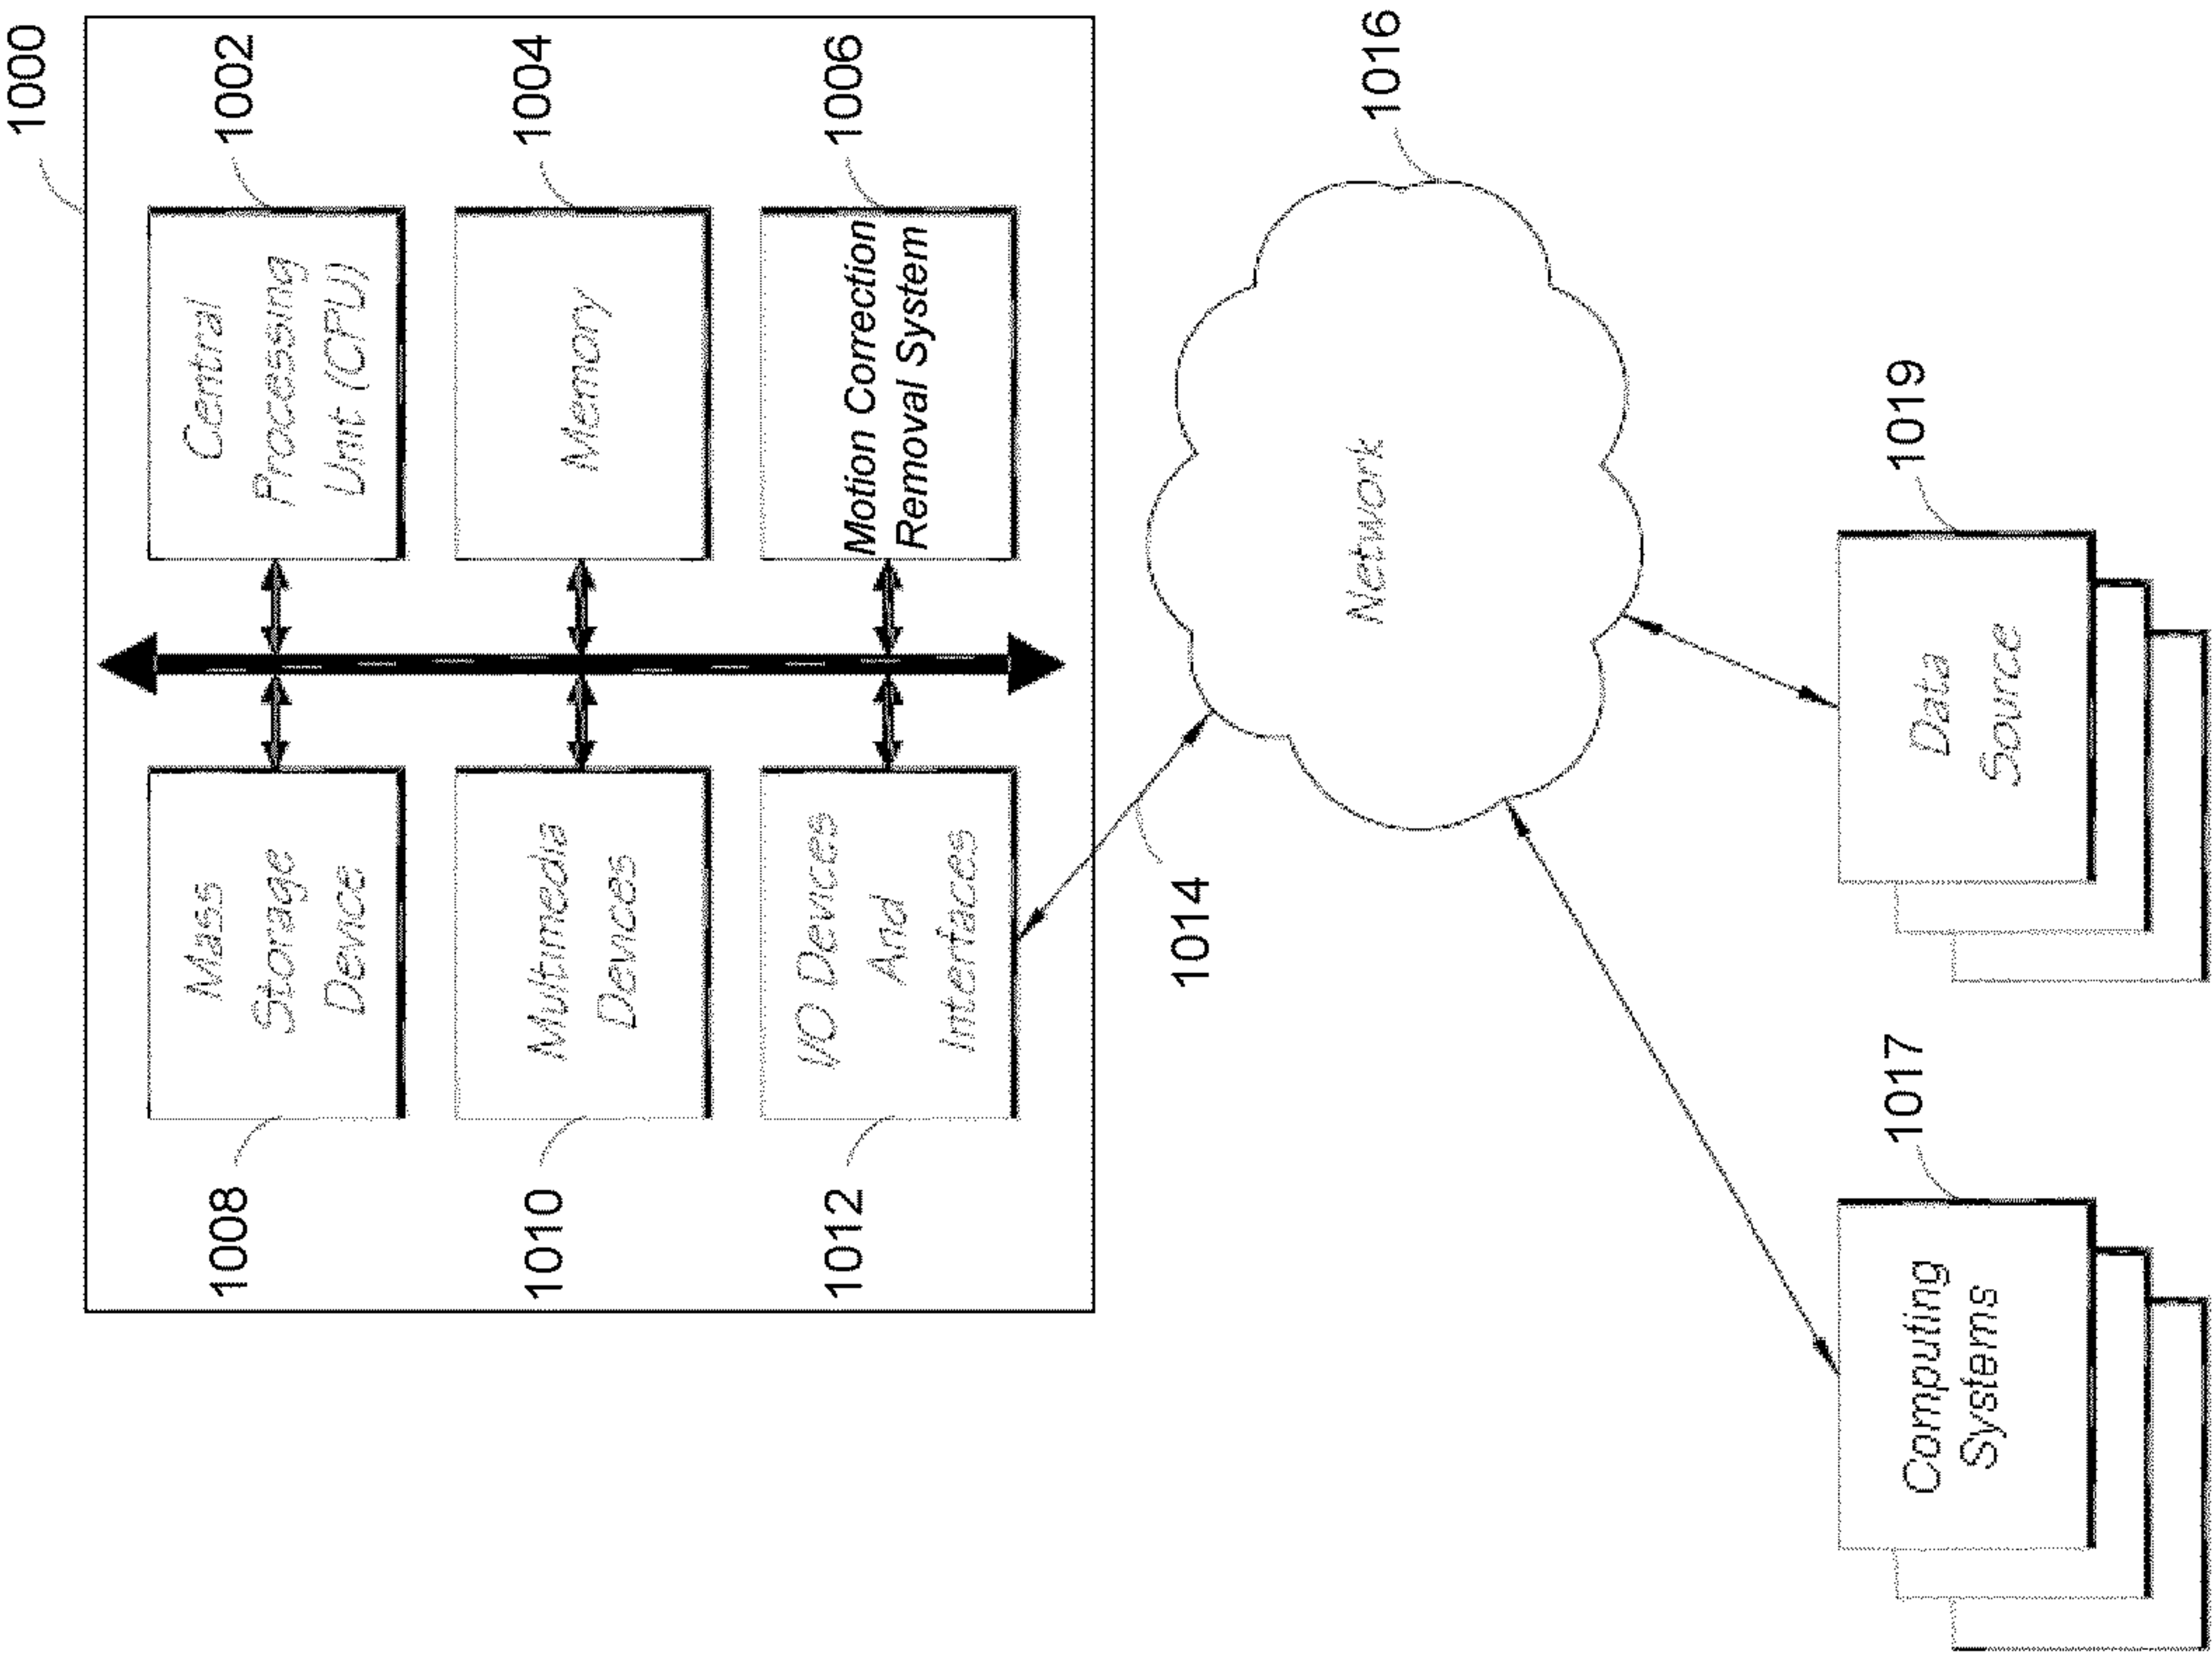 1000
1008
Mass
Storage
Device
Central
Processing
Unit (CPU)
1002
1010
Multimedia
Devices
Memory
1004
1012
I/O Devices
And
Interfaces
Motion Correction
Removal System
1006
1014
Network
1016
1017
Computing
Systems
1019
Data
Source